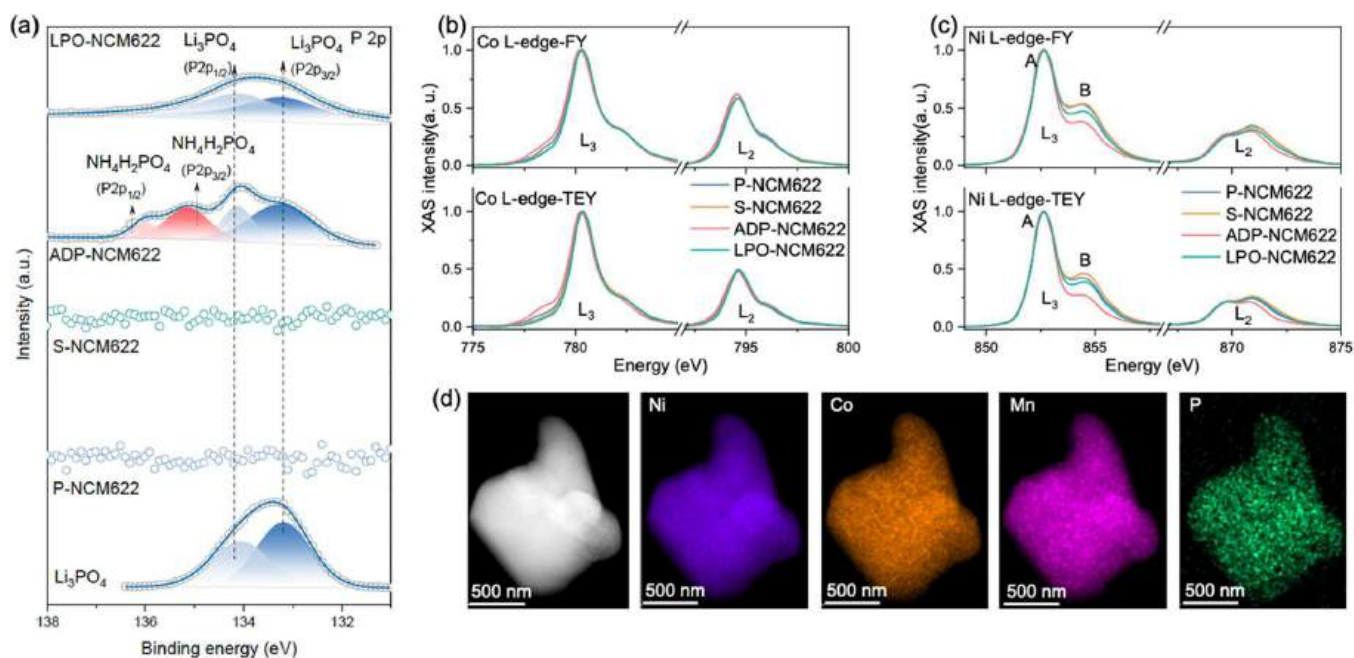 (a)
LPO-NCM622
Li₃PO₄
(P2p₁/₂)
Li₃PO₄
(P2p₃/₂)
P 2p
NH₄H₂PO₄
(P2p₁/₂)
NH₄H₂PO₄
(P2p₃/₂)
ADP-NCM622
S-NCM622
P-NCM622
Li₃PO₄
Intensity (a.u.)
138 136 134 132
Binding energy (eV)
(b)
Co L-edge-FY
1.0
0.5
0.0
L₃
L₂
Co L-edge-TEY
1.0
0.5
0.0
L₃
L₂
P-NCM622
S-NCM622
ADP-NCM622
LPO-NCM622
XAS intensity(a. u.)
775 780 795 800
Energy (eV)
(c)
Ni L-edge-FY
1.0
0.5
0.0
A
B
L₃
L₂
Ni L-edge-TEY
1.0
0.5
0.0
A
B
L₃
L₂
P-NCM622
S-NCM622
ADP-NCM622
LPO-NCM622
XAS intensity(a. u.)
850 855 870 875
Energy (eV)
(d)
500 nm
Ni
500 nm
Co
500 nm
Mn
500 nm
P
500 nm